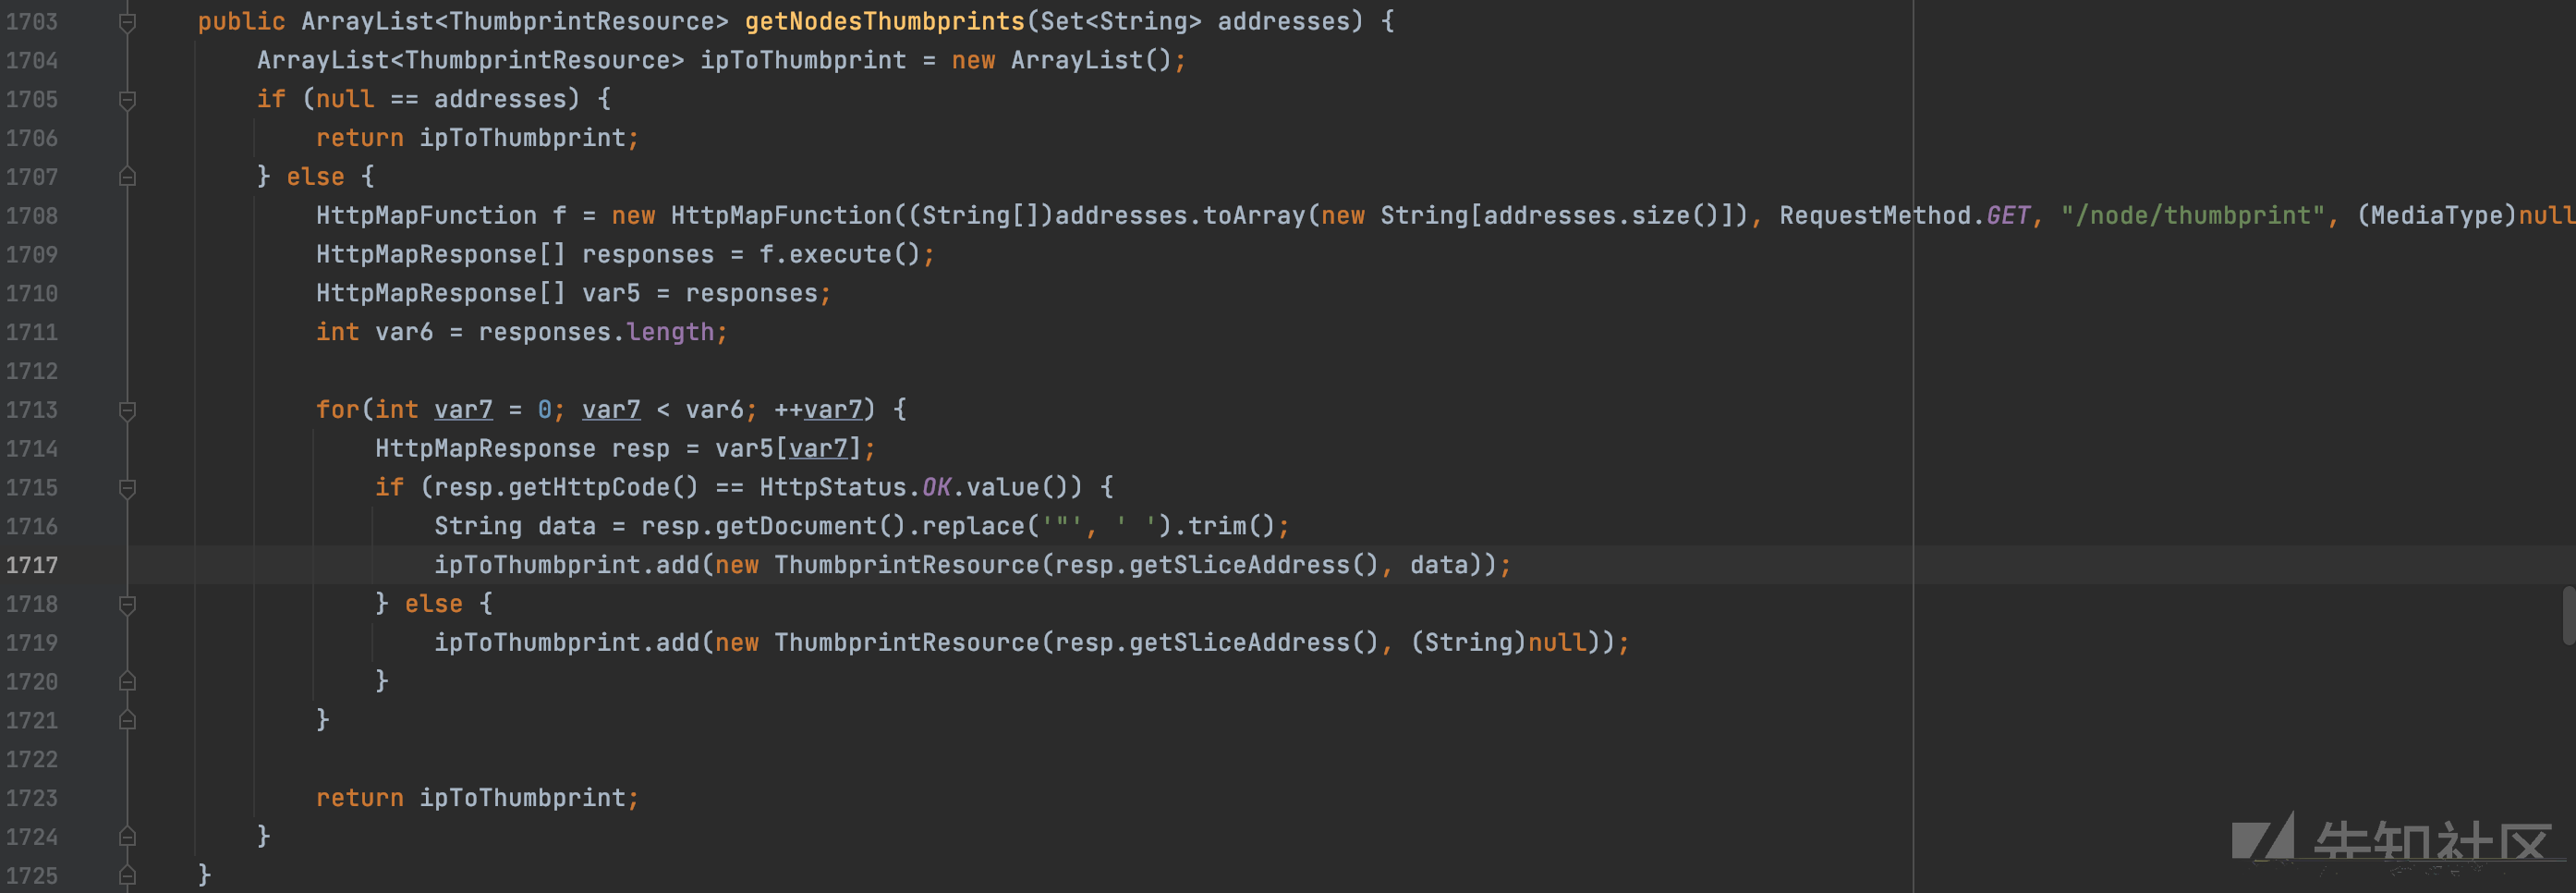 1703 public ArrayList<ThumbprintResource> getNodesThumbprints(Set<String> addresses) {
1704 ArrayList<ThumbprintResource> ipToThumbprint = new ArrayList();
1705 if (null == addresses) {
1706 return ipToThumbprint;
1707 } else {
1708 HttpMapFunction f = new HttpMapFunction((String[])addresses.toArray(new String[addresses.size()]), RequestMethod.GET, "/node/thumbprint", (MediaType)null
1709 HttpMapResponse[] responses = f.execute();
1710 HttpMapResponse[] var5 = responses;
1711 int var6 = responses.length;
1712
1713 for(int var7 = 0; var7 < var6; ++var7) {
1714 HttpMapResponse resp = var5[var7];
1715 if (resp.getHttpCode() == HttpStatus.OK.value()) {
1716 String data = resp.getDocument().replace('"', ' ').trim();
1717 ipToThumbprint.add(new ThumbprintResource(resp.getSliceAddress(), data));
1718 } else {
1719 ipToThumbprint.add(new ThumbprintResource(resp.getSliceAddress(), (String)null));
1720 }
1721 }
1722
1723 return ipToThumbprint;
1724 }
1725 }
先知社区